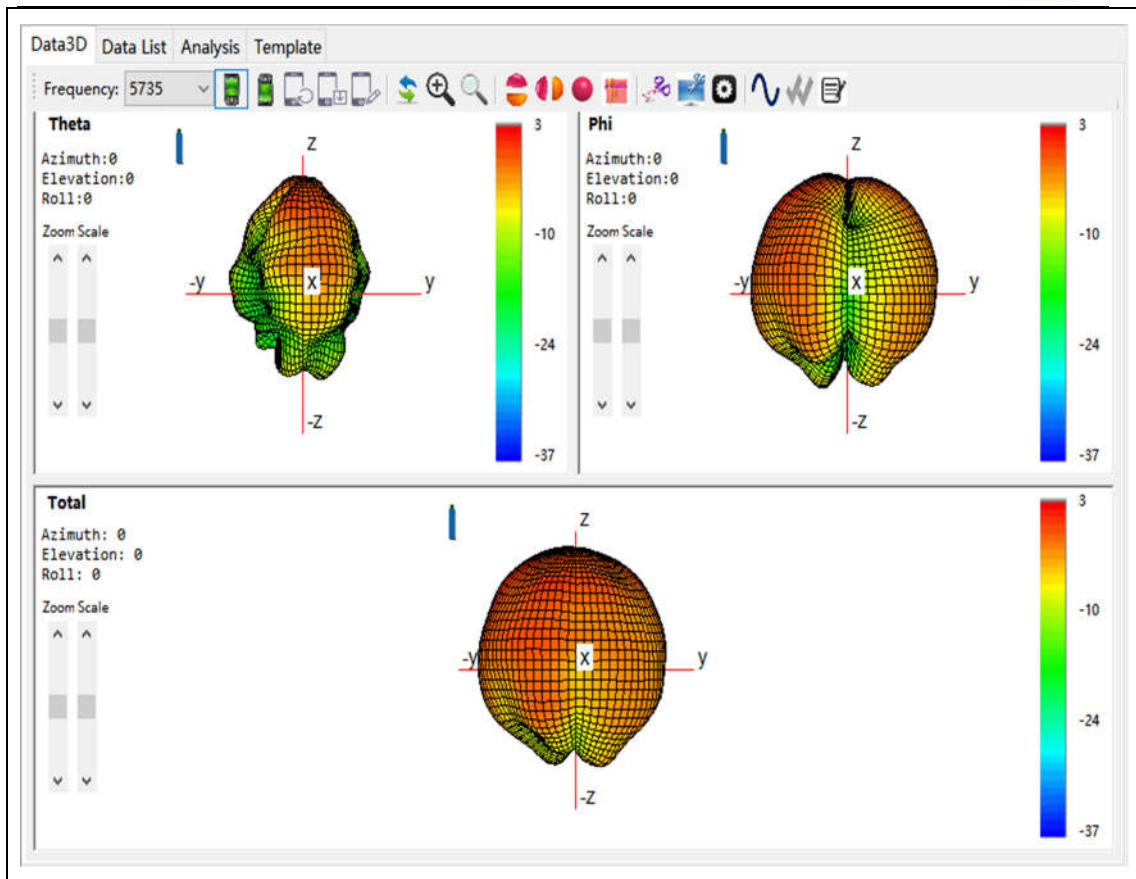 Data3D Data List Analysis Template
Frequency: 5735
Theta
Azimuth:0
Elevation:0
Roll:0
Zoom Scale
z
-y
x
y
-z
3
-10
-24
-37
Phi
Azimuth:0
Elevation:0
Roll:0
Zoom Scale
z
-y
x
y
-z
3
-10
-24
-37
Total
Azimuth: 0
Elevation: 0
Roll: 0
Zoom Scale
z
-y
x
y
-z
3
-10
-24
-37